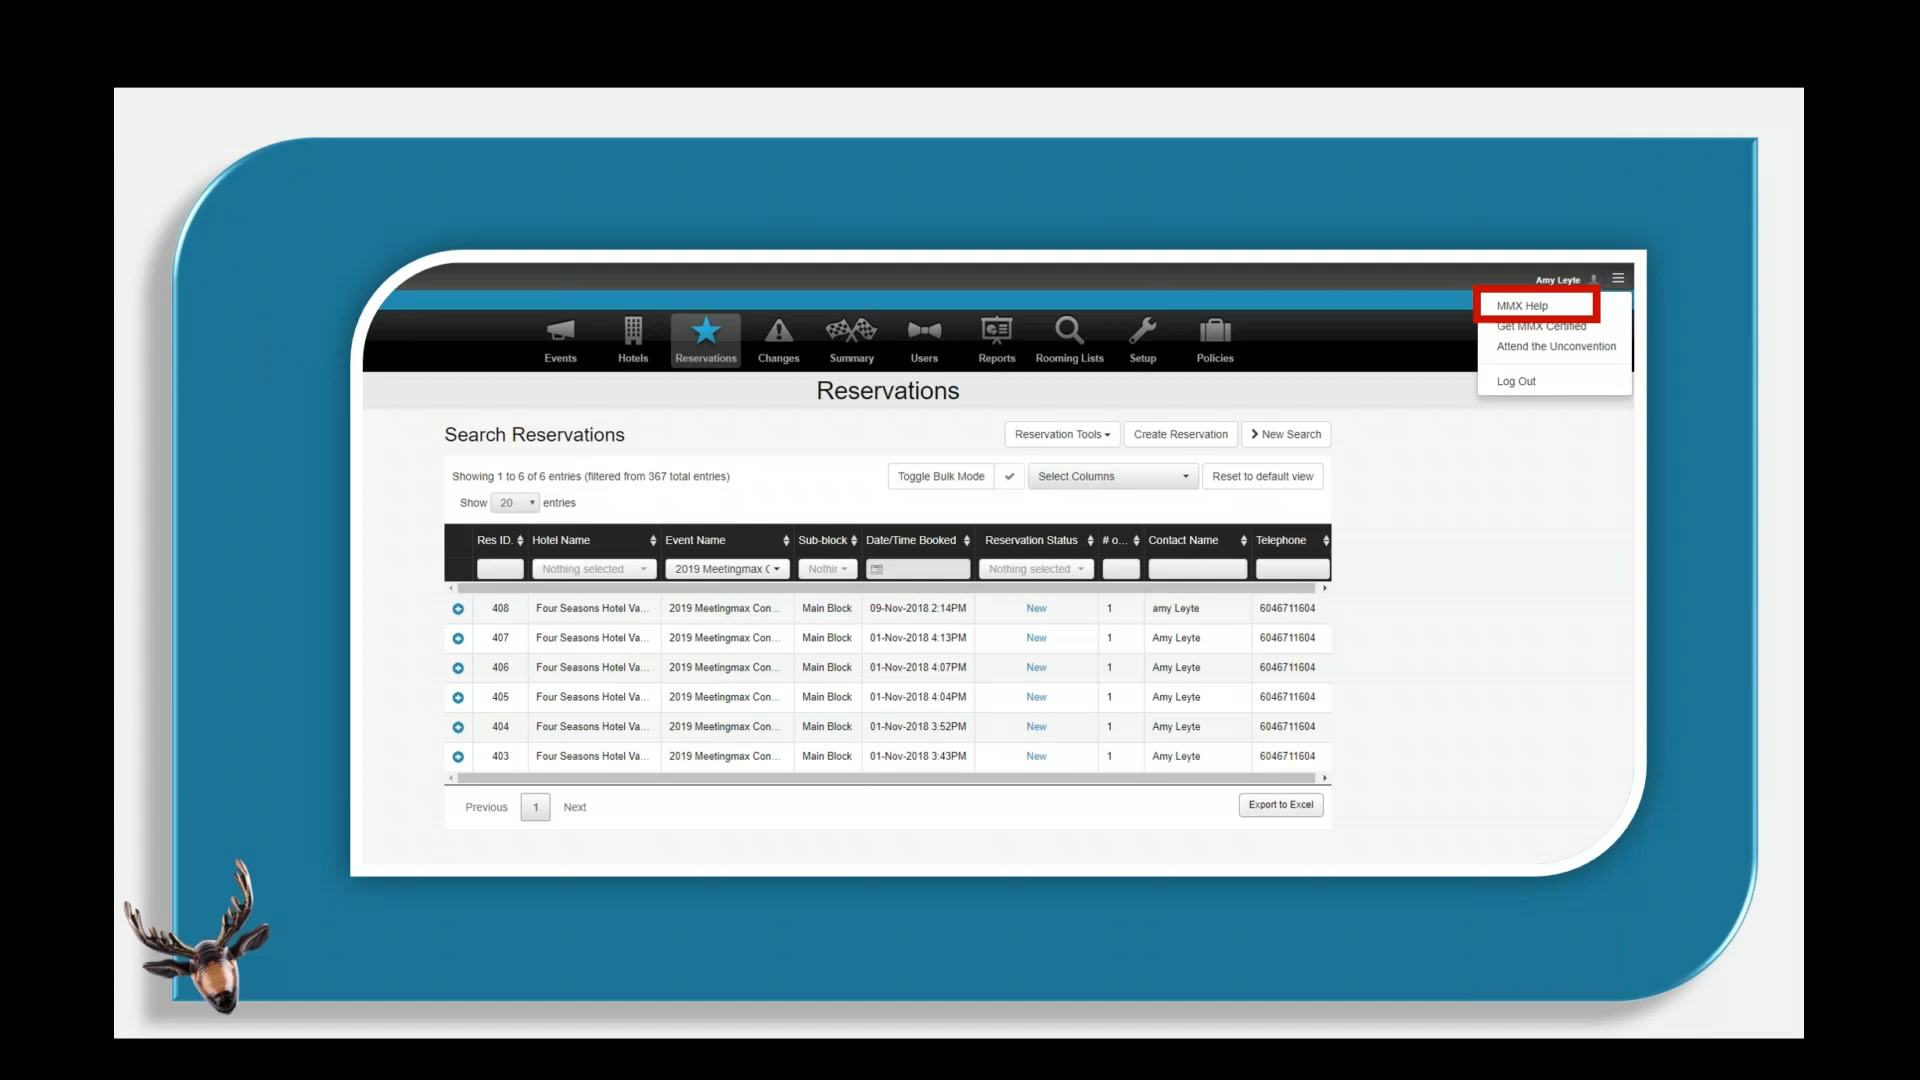 Amy Leyte
MMX Help
Get MMX Certified
Attend the Unconvention
Log Out
Events Hotels Reservations Changes Summary Users Reports Rooming Lists Setup Policies
Reservations
Search Reservations
Reservation Tools Create Reservation New Search
Showing 1 to 6 of 6 entries (filtered from 367 total entries)
Toggle Bulk Mode Select Columns Reset to default view
Show 20 entries
Res ID. Hotel Name Event Name Sub-block Date/Time Booked Reservation Status # o... Contact Name Telephone
Nothing selected 2019 Meetingmax C Nothir Nothing selected
408 Four Seasons Hotel Va... 2019 Meetingmax Con... Main Block 09-Nov-2018 2:14PM New 1 amy Leyte 6046711604
407 Four Seasons Hotel Va... 2019 Meetingmax Con... Main Block 01-Nov-2018 4:13PM New 1 Amy Leyte 6046711604
406 Four Seasons Hotel Va... 2019 Meetingmax Con... Main Block 01-Nov-2018 4:07PM New 1 Amy Leyte 6046711604
405 Four Seasons Hotel Va... 2019 Meetingmax Con... Main Block 01-Nov-2018 4:04PM New 1 Amy Leyte 6046711604
404 Four Seasons Hotel Va... 2019 Meetingmax Con... Main Block 01-Nov-2018 3:52PM New 1 Amy Leyte 6046711604
403 Four Seasons Hotel Va... 2019 Meetingmax Con... Main Block 01-Nov-2018 3:43PM New 1 Amy Leyte 6046711604
Previous 1 Next
Export to Excel